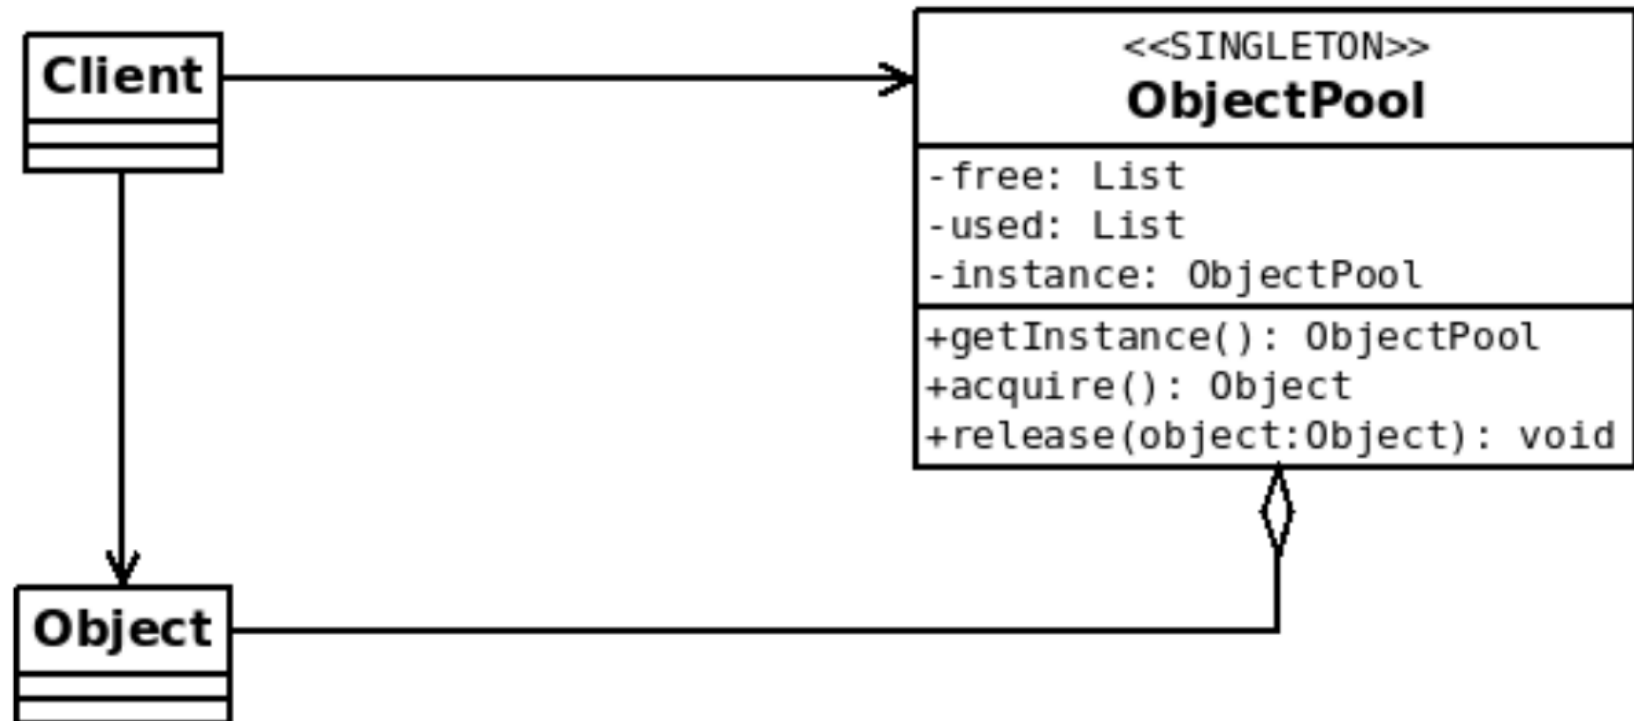 Client
<<SINGLETON>>
ObjectPool
-free: List
-used: List
-instance: ObjectPool
+getInstance(): ObjectPool
+acquire(): Object
+release(object:Object): void
Object